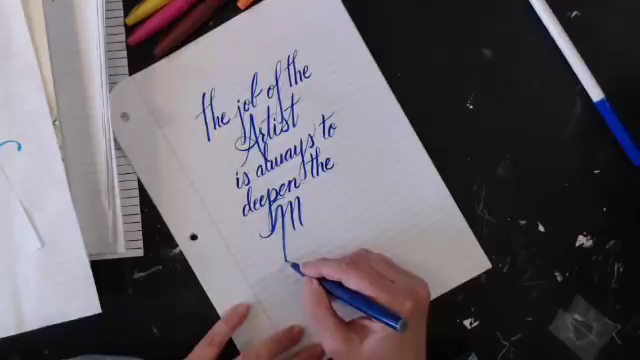 the job of the
Artist
is always to
deepen the
M